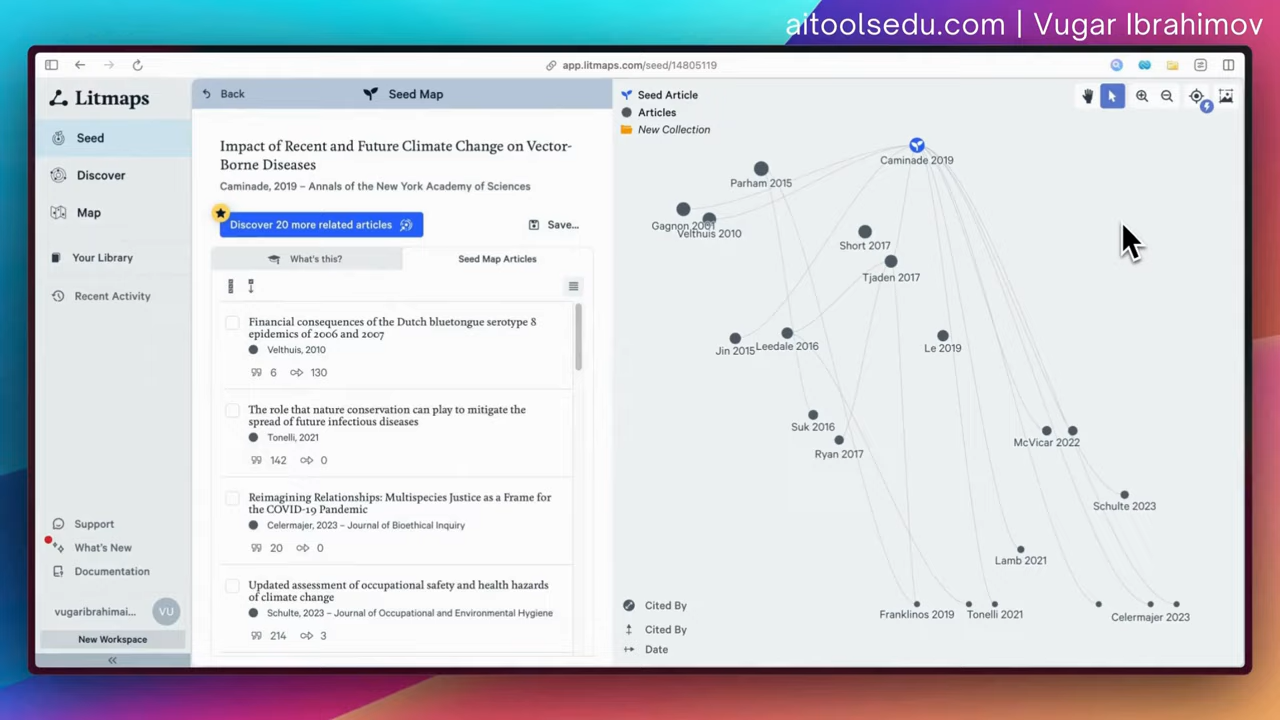 aitoolsedu.com | Vugar Ibrahimov
app.litmaps.com/seed/14805119
Litmaps
Seed
Discover
Map
Your Library
Recent Activity
Support
What's New
Documentation
vugaribrahimai...
VU
New Workspace
Back
Seed Map
Impact of Recent and Future Climate Change on Vector-
Borne Diseases
Caminade, 2019 – Annals of the New York Academy of Sciences
Discover 20 more related articles
Save...
What's this?
Seed Map Articles
Financial consequences of the Dutch bluetongue serotype 8
epidemics of 2006 and 2007
Velthuis, 2010
6 130
The role that nature conservation can play to mitigate the
spread of future infectious diseases
Tonelli, 2021
142 0
Reimagining Relationships: Multispecies Justice as a Frame for
the COVID-19 Pandemic
Celermajer, 2023 – Journal of Bioethical Inquiry
20 0
Updated assessment of occupational safety and health hazards
of climate change
Schulte, 2023 – Journal of Occupational and Environmental Hygiene
214 3
Seed Article
Articles
New Collection
Caminade 2019
Parham 2015
Gagnon
Velthuis 2010
Short 2017
Tjaden 2017
Jin 2015
Leedale 2016
Le 2019
Suk 2016
Ryan 2017
McVicar 2022
Schulte 2023
Lamb 2021
Franklinos 2019
Tonelli 2021
Celermajer 2023
Cited By
Cited By
Date